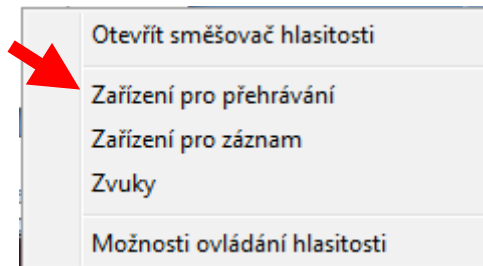 Otevřít směšovač hlasitosti
Zařízení pro přehrávání
Zařízení pro záznam
Zvuky
Možnosti ovládání hlasitosti